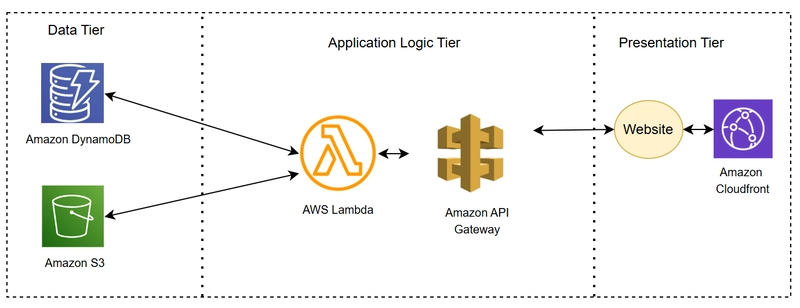 Data Tier
Application Logic Tier
Presentation Tier
Amazon DynamoDB
Amazon S3
AWS Lambda
Amazon API
Gateway
Website
Amazon
Cloudfront